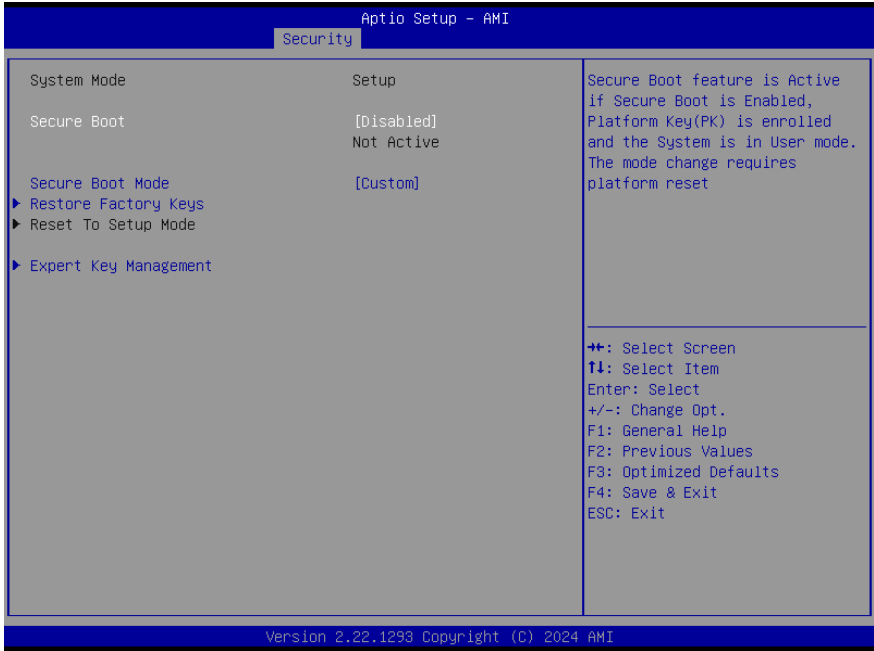 Aptio Setup – AMI
Security
System Mode Setup
Secure Boot [Disabled]
Not Active
Secure Boot Mode [Custom]
Restore Factory Keys
Reset To Setup Mode
Expert Key Management
Secure Boot feature is Active
if Secure Boot is Enabled,
Platform Key(PK) is enrolled
and the System is in User mode.
The mode change requires
platform reset
→←: Select Screen
↑↓: Select Item
Enter: Select
+/-: Change Opt.
F1: General Help
F2: Previous Values
F3: Optimized Defaults
F4: Save & Exit
ESC: Exit
Version 2.22.1293 Copyright (C) 2024 AMI